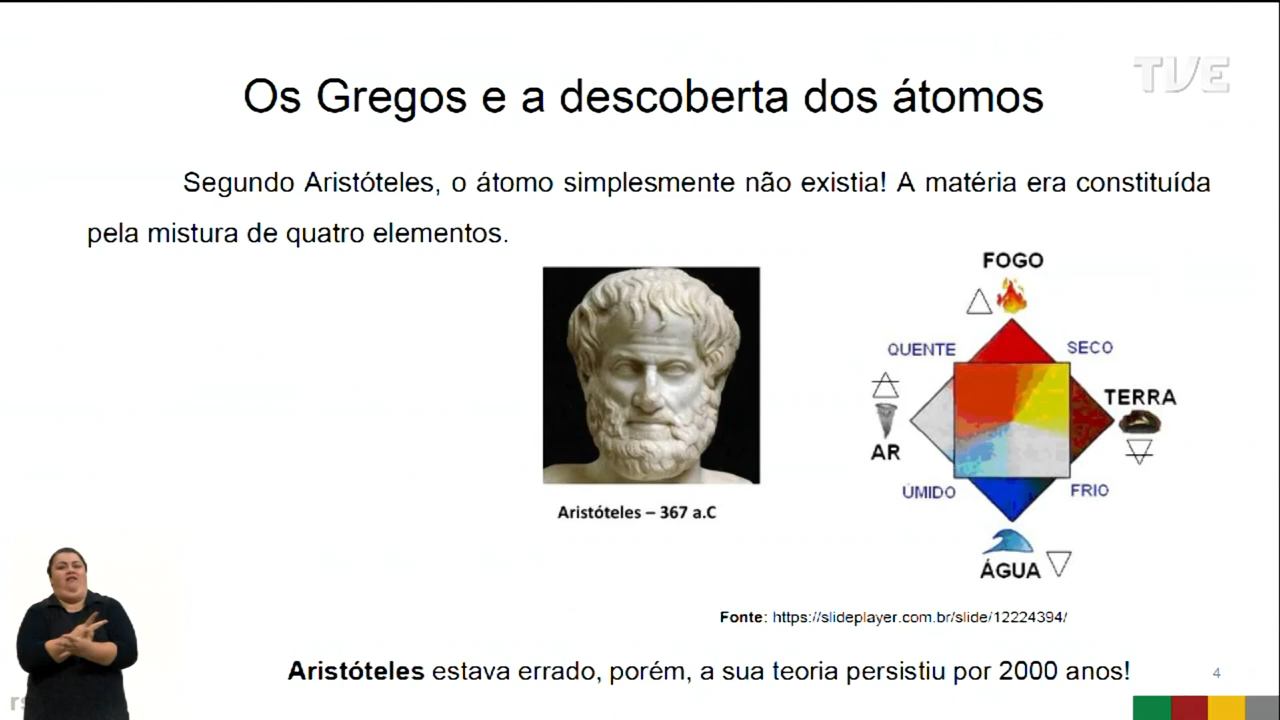 TVE
Os Gregos e a descoberta dos átomos
Segundo Aristóteles, o átomo simplesmente não existia! A matéria era constituída
pela mistura de quatro elementos.
FOGO
QUENTE
SECO
TERRA
AR
ÚMIDO
FRIO
ÁGUA
Aristóteles – 367 a.C
Fonte: https://slideplayer.com.br/slide/12224394/
Aristóteles estava errado, porém, a sua teoria persistiu por 2000 anos!
4